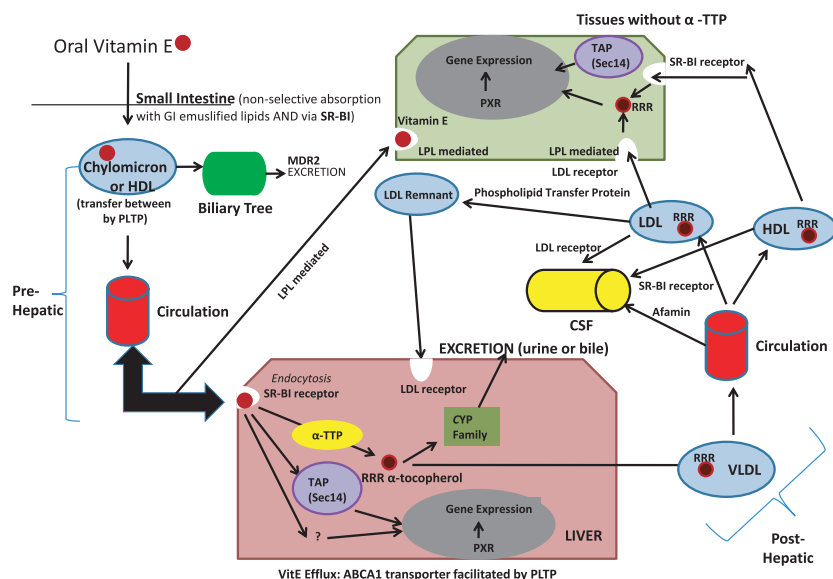 Tissues without α -TTP
Oral Vitamin E
Small Intestine (non-selective absorption
with GI emuslified lipids AND via SR-BI)
Gene Expression
PXR
TAP
(Sec14)
SR-BI receptor
RRR
Vitamin E
LPL mediated
LPL mediated
LDL receptor
Chylomicron
or HDL
(transfer between
by PLTP)
Biliary Tree
MDR2
EXCRETION
LDL Remnant
Phospholipid Transfer Protein
LDL
RRR
HDL
RRR
LDL receptor
SR-BI receptor
LPL mediated
Pre-
Hepatic
Circulation
CSF
Afamin
Circulation
EXCRETION (urine or bile)
Endocytosis
SR-BI receptor
LDL receptor
CYP
Family
α-TTP
RRR α-tocopherol
RRR
VLDL
TAP
(Sec14)
?
Gene Expression
PXR
LIVER
Post-
Hepatic
VitE Efflux: ABCA1 transporter facilitated by PLTP